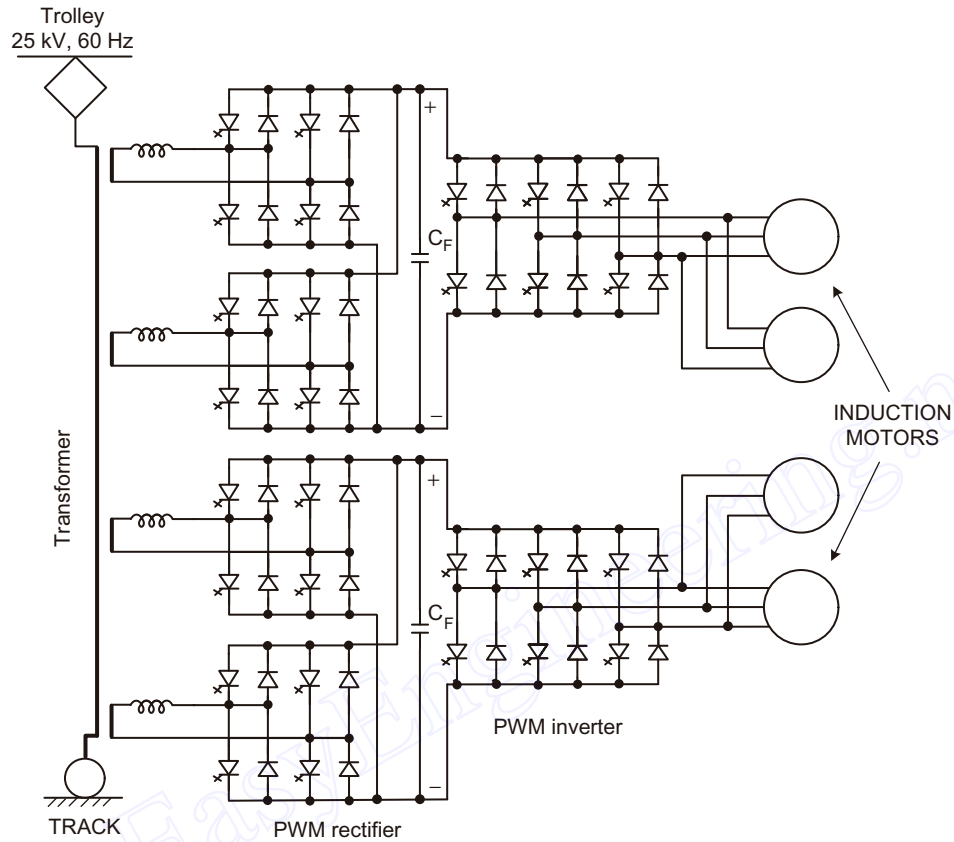 Trolley
25 kV, 60 Hz
+
C_F
−
Transformer
INDUCTION
MOTORS
+
C_F
−
PWM inverter
TRACK
PWM rectifier